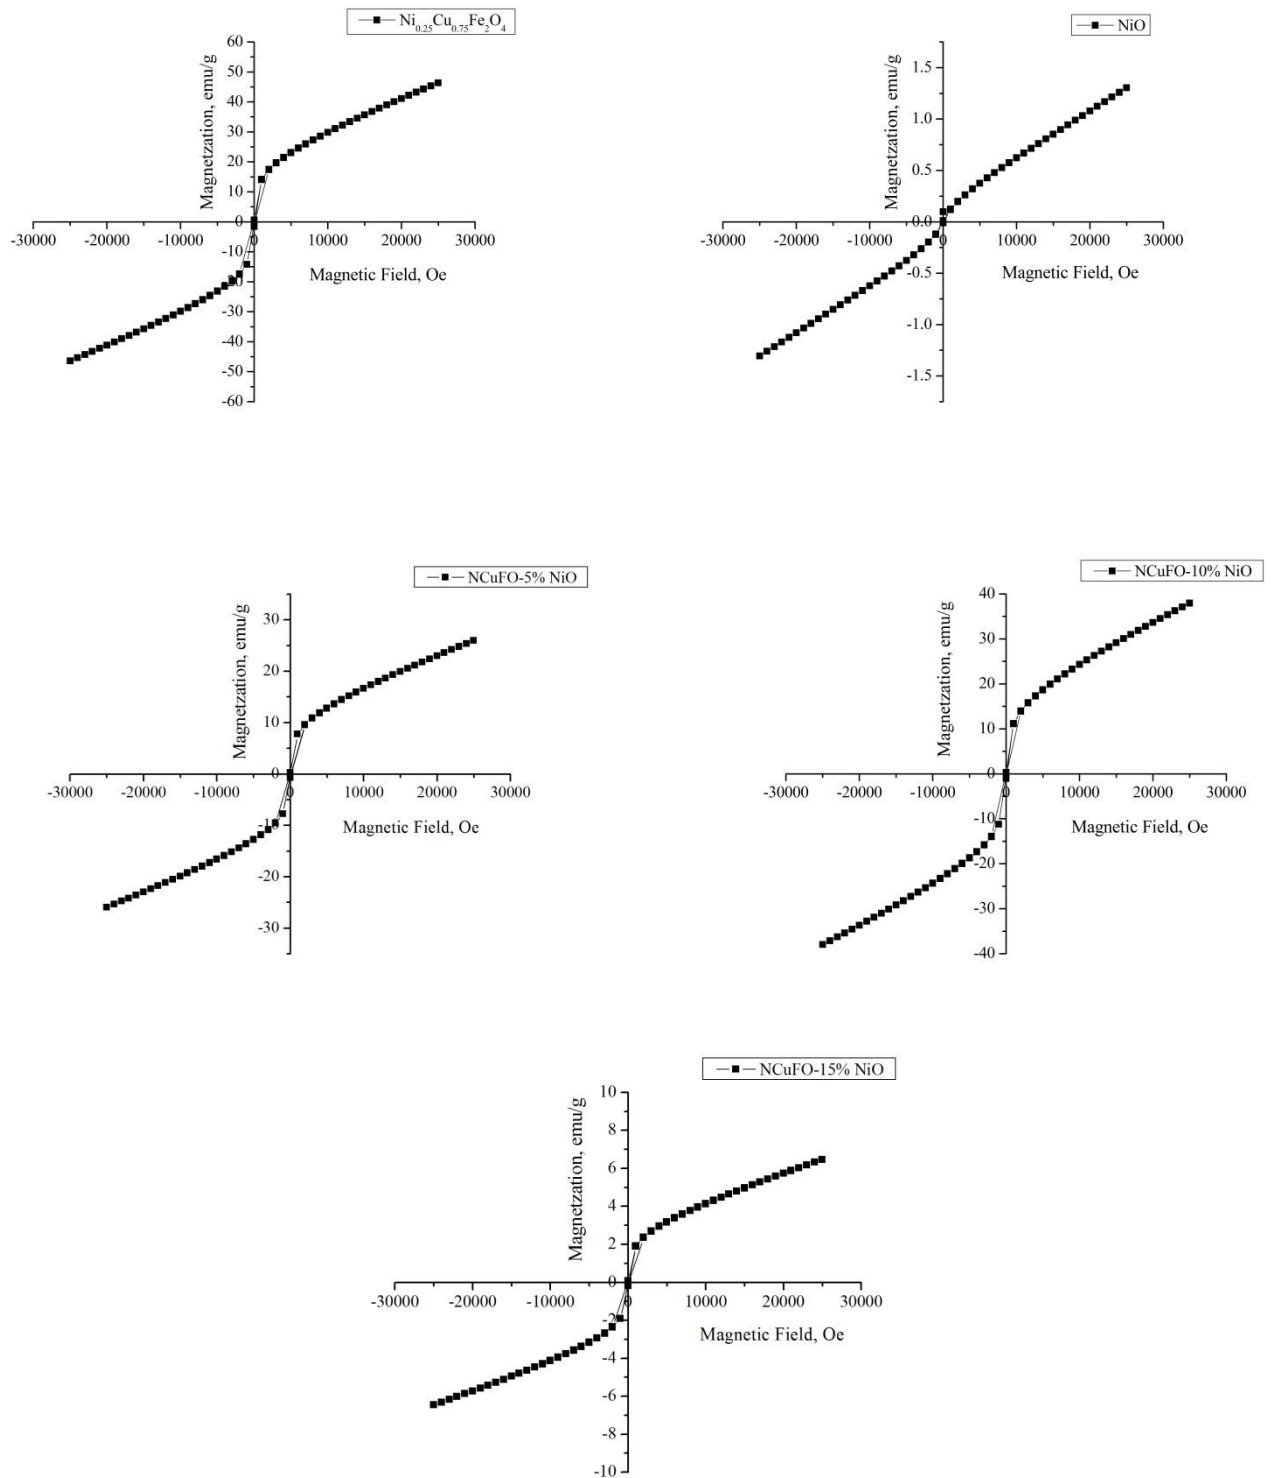 Ni0.25Cu0.75Fe2O4
Magnetzation, emu/g
60
50
40
30
20
10
0
-10
-20
-30
-40
-50
-60
-30000 -20000 -10000 0 10000 20000 30000
Magnetic Field, Oe
NiO
Magnetzation, emu/g
1.5
1.0
0.5
0.0
-0.5
-1.0
-1.5
-30000 -20000 -10000 0 10000 20000 30000
Magnetic Field, Oe
NCuFO-5% NiO
Magnetzation, emu/g
30
20
10
0
-10
-20
-30
-30000 -20000 -10000 0 10000 20000 30000
Magnetic Field, Oe
NCuFO-10% NiO
Magnetzation, emu/g
40
30
20
10
0
-10
-20
-30
-40
-30000 -20000 -10000 0 10000 20000 30000
Magnetic Field, Oe
NCuFO-15% NiO
Magnetzation, emu/g
10
8
6
4
2
0
-2
-4
-6
-8
-10
-30000 -20000 -10000 0 10000 20000 30000
Magnetic Field, Oe